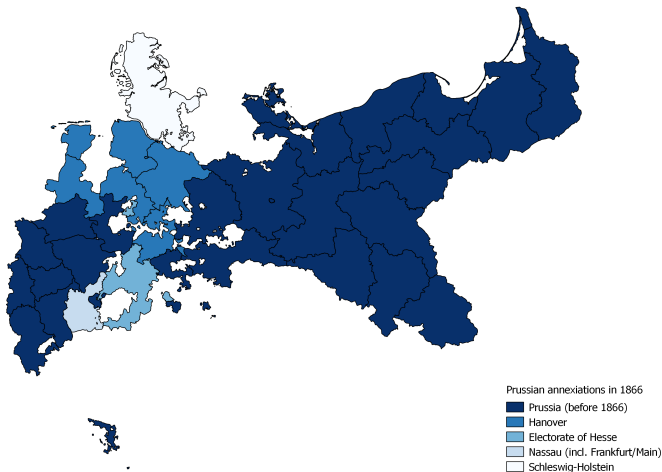 Prussian annexiations in 1866
Prussia (before 1866)
Hanover
Electorate of Hesse
Nassau (incl. Frankfurt/Main)
Schleswig-Holstein